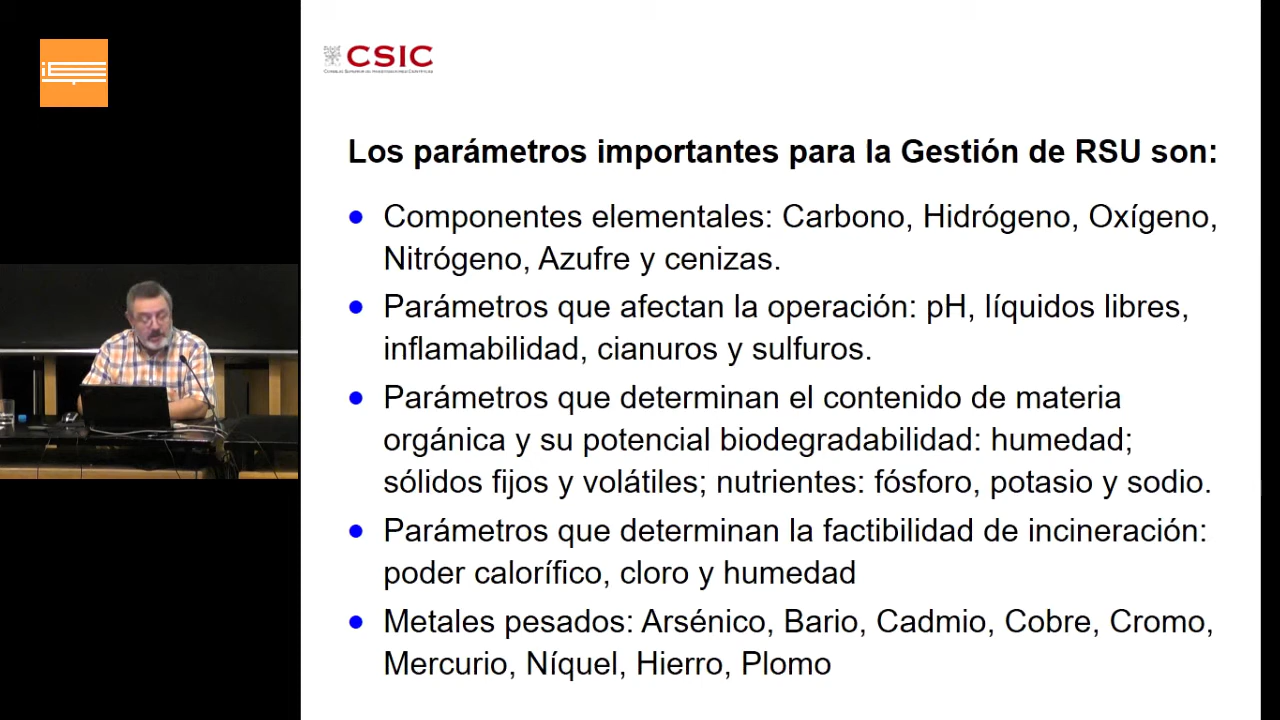 CSIC
CONSEJO SUPERIOR DE INVESTIGACIONES CIENTÍFICAS
Los parámetros importantes para la Gestión de RSU son:
Componentes elementales: Carbono, Hidrógeno, Oxígeno,
Nitrógeno, Azufre y cenizas.
Parámetros que afectan la operación: pH, líquidos libres,
inflamabilidad, cianuros y sulfuros.
Parámetros que determinan el contenido de materia
orgánica y su potencial biodegradabilidad: humedad;
sólidos fijos y volátiles; nutrientes: fósforo, potasio y sodio.
Parámetros que determinan la factibilidad de incineración:
poder calorífico, cloro y humedad
Metales pesados: Arsénico, Bario, Cadmio, Cobre, Cromo,
Mercurio, Níquel, Hierro, Plomo